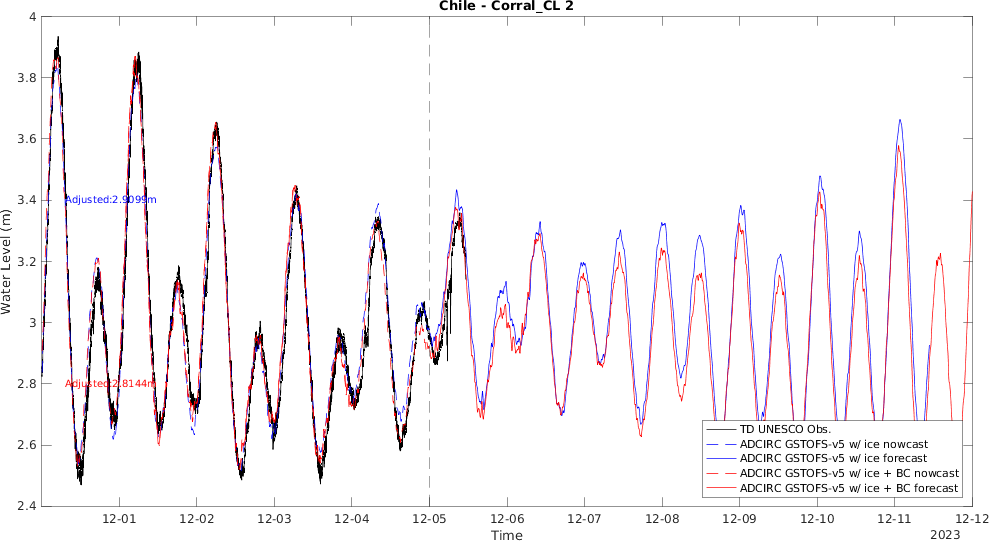 Chile - Corral_CL 2
Water Level (m)
4
3.8
3.6
3.4
3.2
3
2.8
2.6
2.4
Adjusted:2.9099m
Adjusted:2.8144m
TD UNESCO Obs.
ADCIRC GSTOFS-v5 w/ ice nowcast
ADCIRC GSTOFS-v5 w/ ice forecast
ADCIRC GSTOFS-v5 w/ ice + BC nowcast
ADCIRC GSTOFS-v5 w/ ice + BC forecast
12-01 12-02 12-03 12-04 12-05 12-06 12-07 12-08 12-09 12-10 12-11 12-12
Time
2023